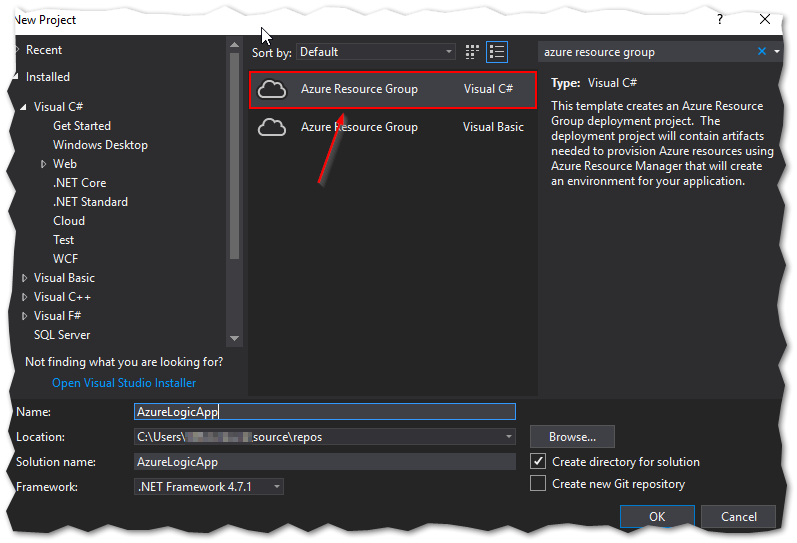 New Project
?
Recent
Installed
Visual C#
Get Started
Windows Desktop
Web
.NET Core
.NET Standard
Cloud
Test
WCF
Visual Basic
Visual C++
Visual F#
SQL Server
Not finding what you are looking for?
Open Visual Studio Installer
Sort by: Default
Azure Resource Group Visual C#
Azure Resource Group Visual Basic
azure resource group
Type: Visual C#
This template creates an Azure Resource
Group deployment project. The
deployment project will contain artifacts
needed to provision Azure resources using
Azure Resource Manager that will create
an environment for your application.
Name: AzureLogicApp
Location: C:\Users\ \source\repos
Browse...
Solution name: AzureLogicApp
Create directory for solution
Framework: .NET Framework 4.7.1
Create new Git repository
OK Cancel